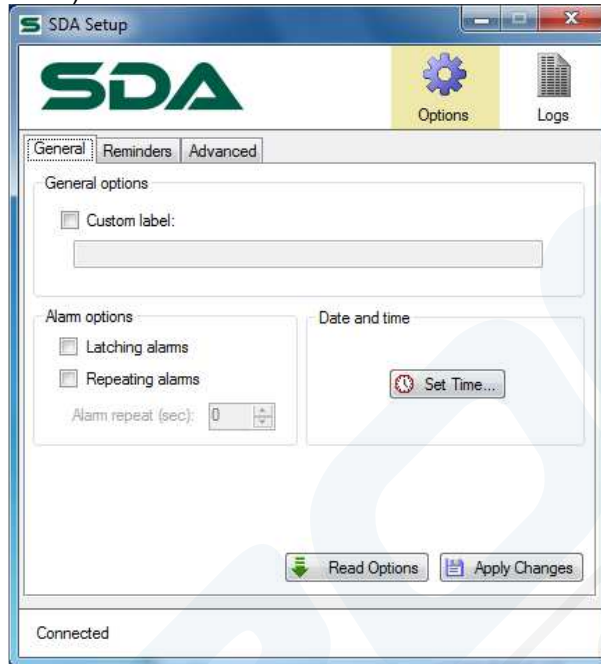 SDA Setup
SDA
Options
Logs
General
Reminders
Advanced
General options
Custom label:
Alarm options
Date and time
Latching alarms
Repeating alarms
Set Time...
Alarm repeat (sec):
0
Read Options
Apply Changes
Connected